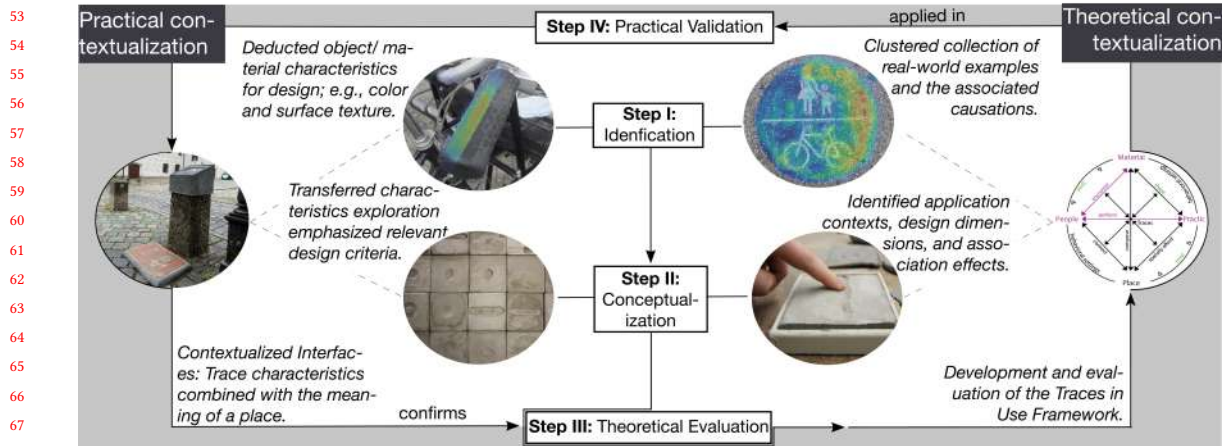 53
54
55
56
57
58
59
60
61
62
63
64
65
66
67
Practical con-
textualization
Step IV: Practical Validation
applied in
Theoretical con-
textualization
Deducted object/ ma-
terial characteristics
for design; e.g., color
and surface texture.
Clustered collection of
real-world examples
and the associated
causations.
Step I:
Idenfication
Transferred charac-
teristics exploration
emphasized relevant
design criteria.
Identified application
contexts, design dimen-
sions, and asso-
ciation effects.
Material
People
Traces
Practic
Place
Step II:
Conceptual-
ization
Contextualized Interfac-
es: Trace characteristics
combined with the mean-
ing of a place.
confirms
Step III: Theoretical Evaluation
Development and eval-
uation of the Traces in
Use Framework.